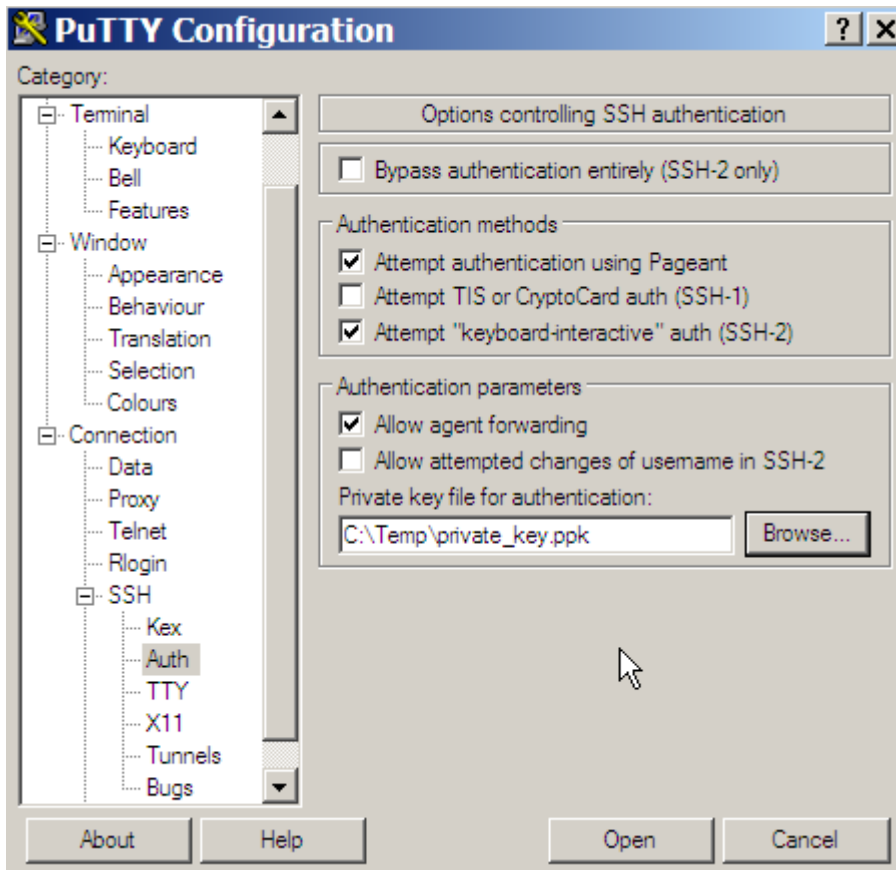 PuTTY Configuration
Category:
Terminal
Keyboard
Bell
Features
Window
Appearance
Behaviour
Translation
Selection
Colours
Connection
Data
Proxy
Telnet
Rlogin
SSH
Kex
Auth
TTY
X11
Tunnels
Bugs
Options controlling SSH authentication
Bypass authentication entirely (SSH-2 only)
Authentication methods
Attempt authentication using Pageant
Attempt TIS or CryptoCard auth (SSH-1)
Attempt "keyboard-interactive" auth (SSH-2)
Authentication parameters
Allow agent forwarding
Allow attempted changes of username in SSH-2
Private key file for authentication:
C:\Temp\private_key.ppk
Browse...
About
Help
Open
Cancel